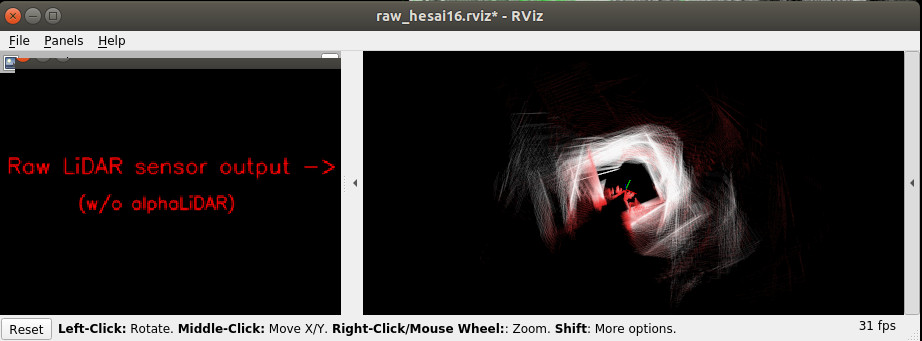 raw_hesai16.rviz* - RViz
File Panels Help
Raw LiDAR sensor output —>
(w/o alphaLiDAR)
Reset Left-Click: Rotate. Middle-Click: Move X/Y. Right-Click/Mouse Wheel:: Zoom. Shift: More options. 31 fps